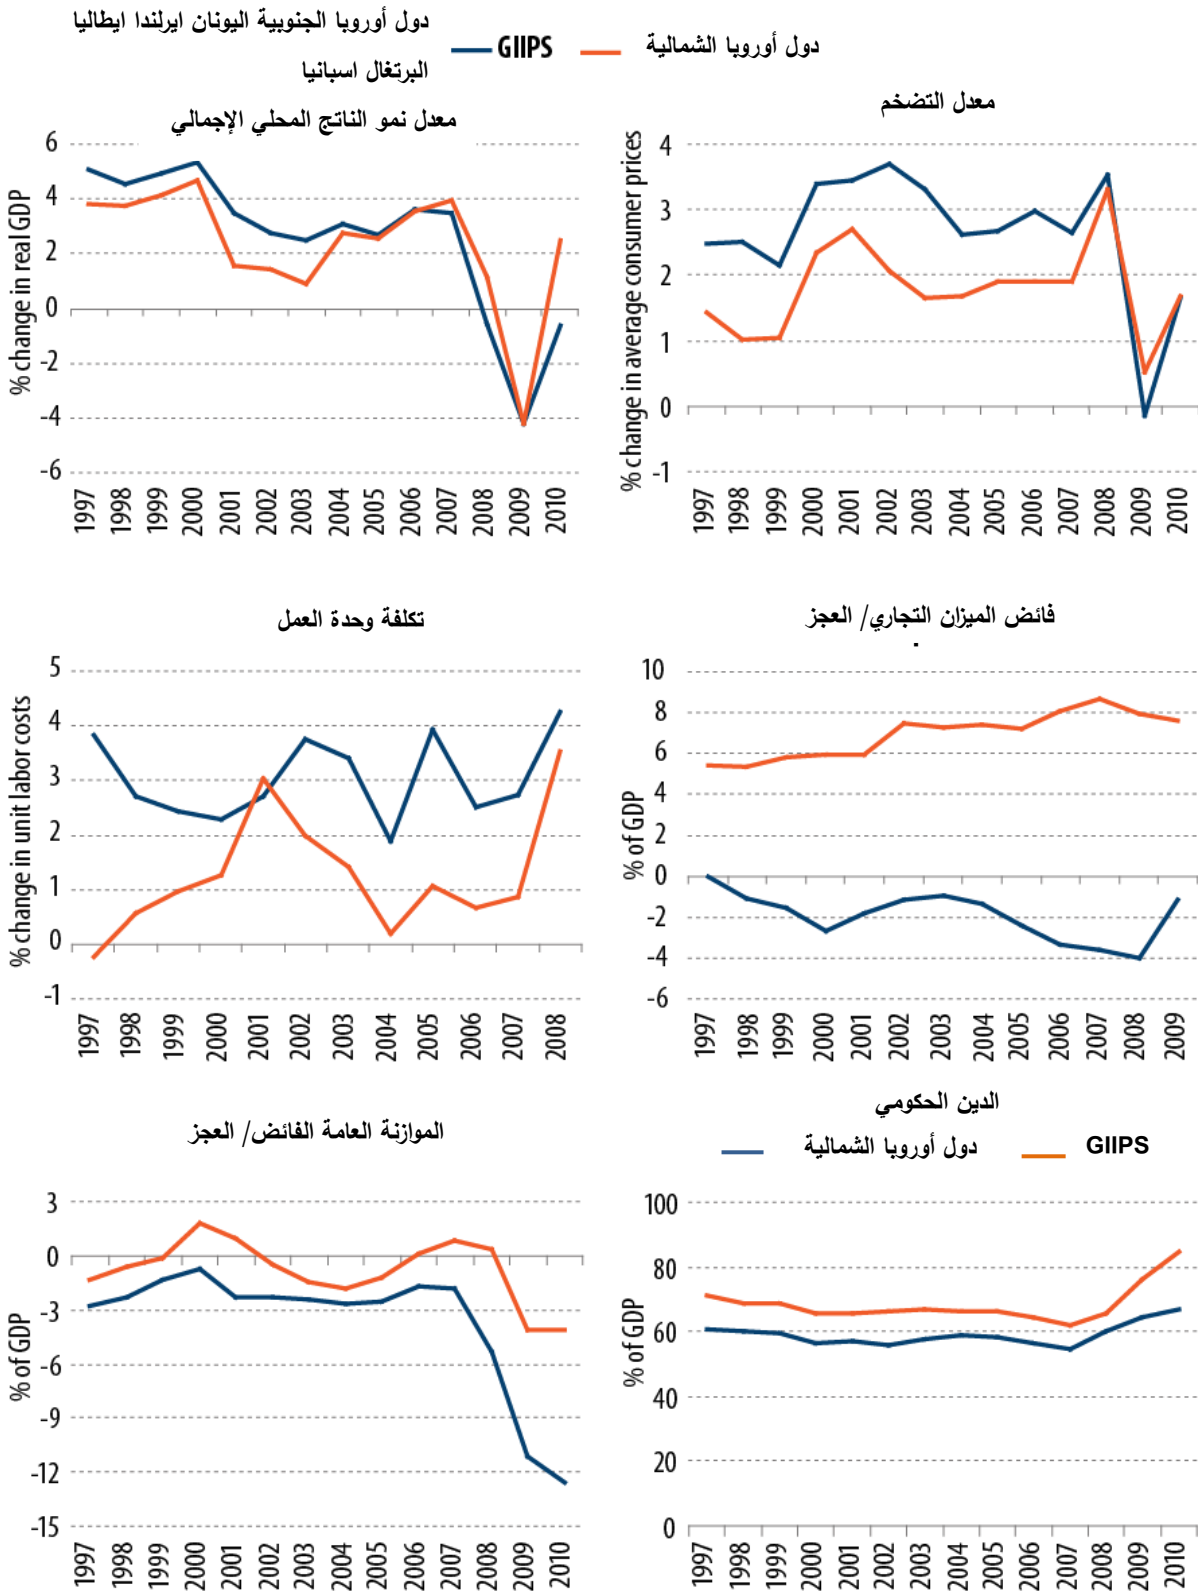 دول أوروبا الجنوبية اليونان ايرلندا ايطاليا
البرتغال اسبانيا
GIIPS
دول أوروبا الشمالية
معدل نمو الناتج المحلي الإجمالي
% change in real GDP
6
4
2
0
-2
-4
-6
1997 1998 1999 2000 2001 2002 2003 2004 2005 2006 2007 2008 2009 2010
معدل التضخم
% change in average consumer prices
4
3
2
1
0
-1
1997 1998 1999 2000 2001 2002 2003 2004 2005 2006 2007 2008 2009 2010
تكلفة وحدة العمل
% change in unit labor costs
5
4
3
2
1
0
-1
1997 1998 1999 2000 2001 2002 2003 2004 2005 2006 2007 2008
فائض الميزان التجاري/ العجز
% of GDP
10
8
6
4
2
0
-2
-4
-6
1997 1998 1999 2000 2001 2002 2003 2004 2005 2006 2007 2008 2009
الموازنة العامة الفائض/ العجز
% of GDP
3
0
-3
-6
-9
-12
-15
1997 1998 1999 2000 2001 2002 2003 2004 2005 2006 2007 2008 2009 2010
الدين الحكومي
دول أوروبا الشمالية
GIIPS
% of GDP
100
80
60
40
20
0
1997 1998 1999 2000 2001 2002 2003 2004 2005 2006 2007 2008 2009 2010